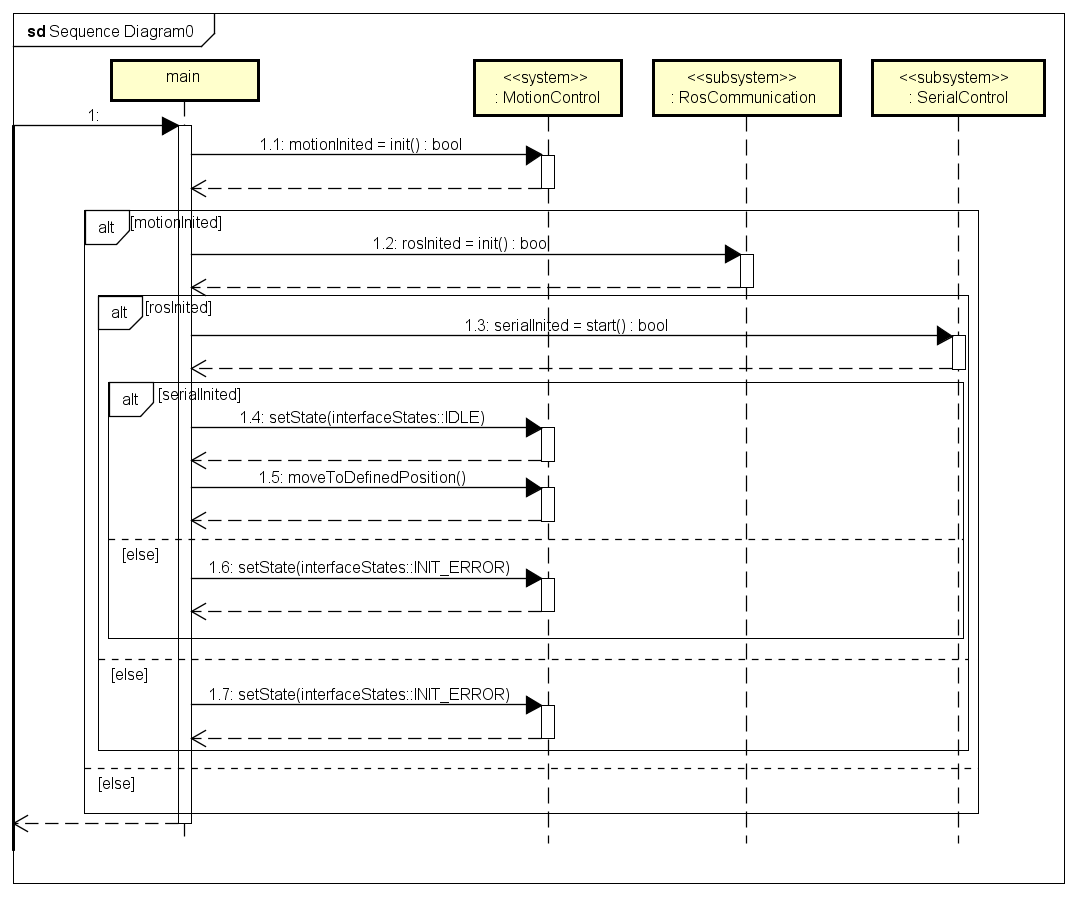 sd Sequence Diagram0
main
<<system>>
: MotionControl
<<subsystem>>
: RosCommunication
<<subsystem>>
: SerialControl
1:
1.1: motionInited = init() : bool
alt
[motionInited]
1.2: rosInited = init() : bool
alt
[rosInited]
1.3: serialInited = start() : bool
alt
[serialInited]
1.4: setState(interfaceStates::IDLE)
1.5: moveToDefinedPosition()
[else]
1.6: setState(interfaceStates::INIT_ERROR)
[else]
1.7: setState(interfaceStates::INIT_ERROR)
[else]